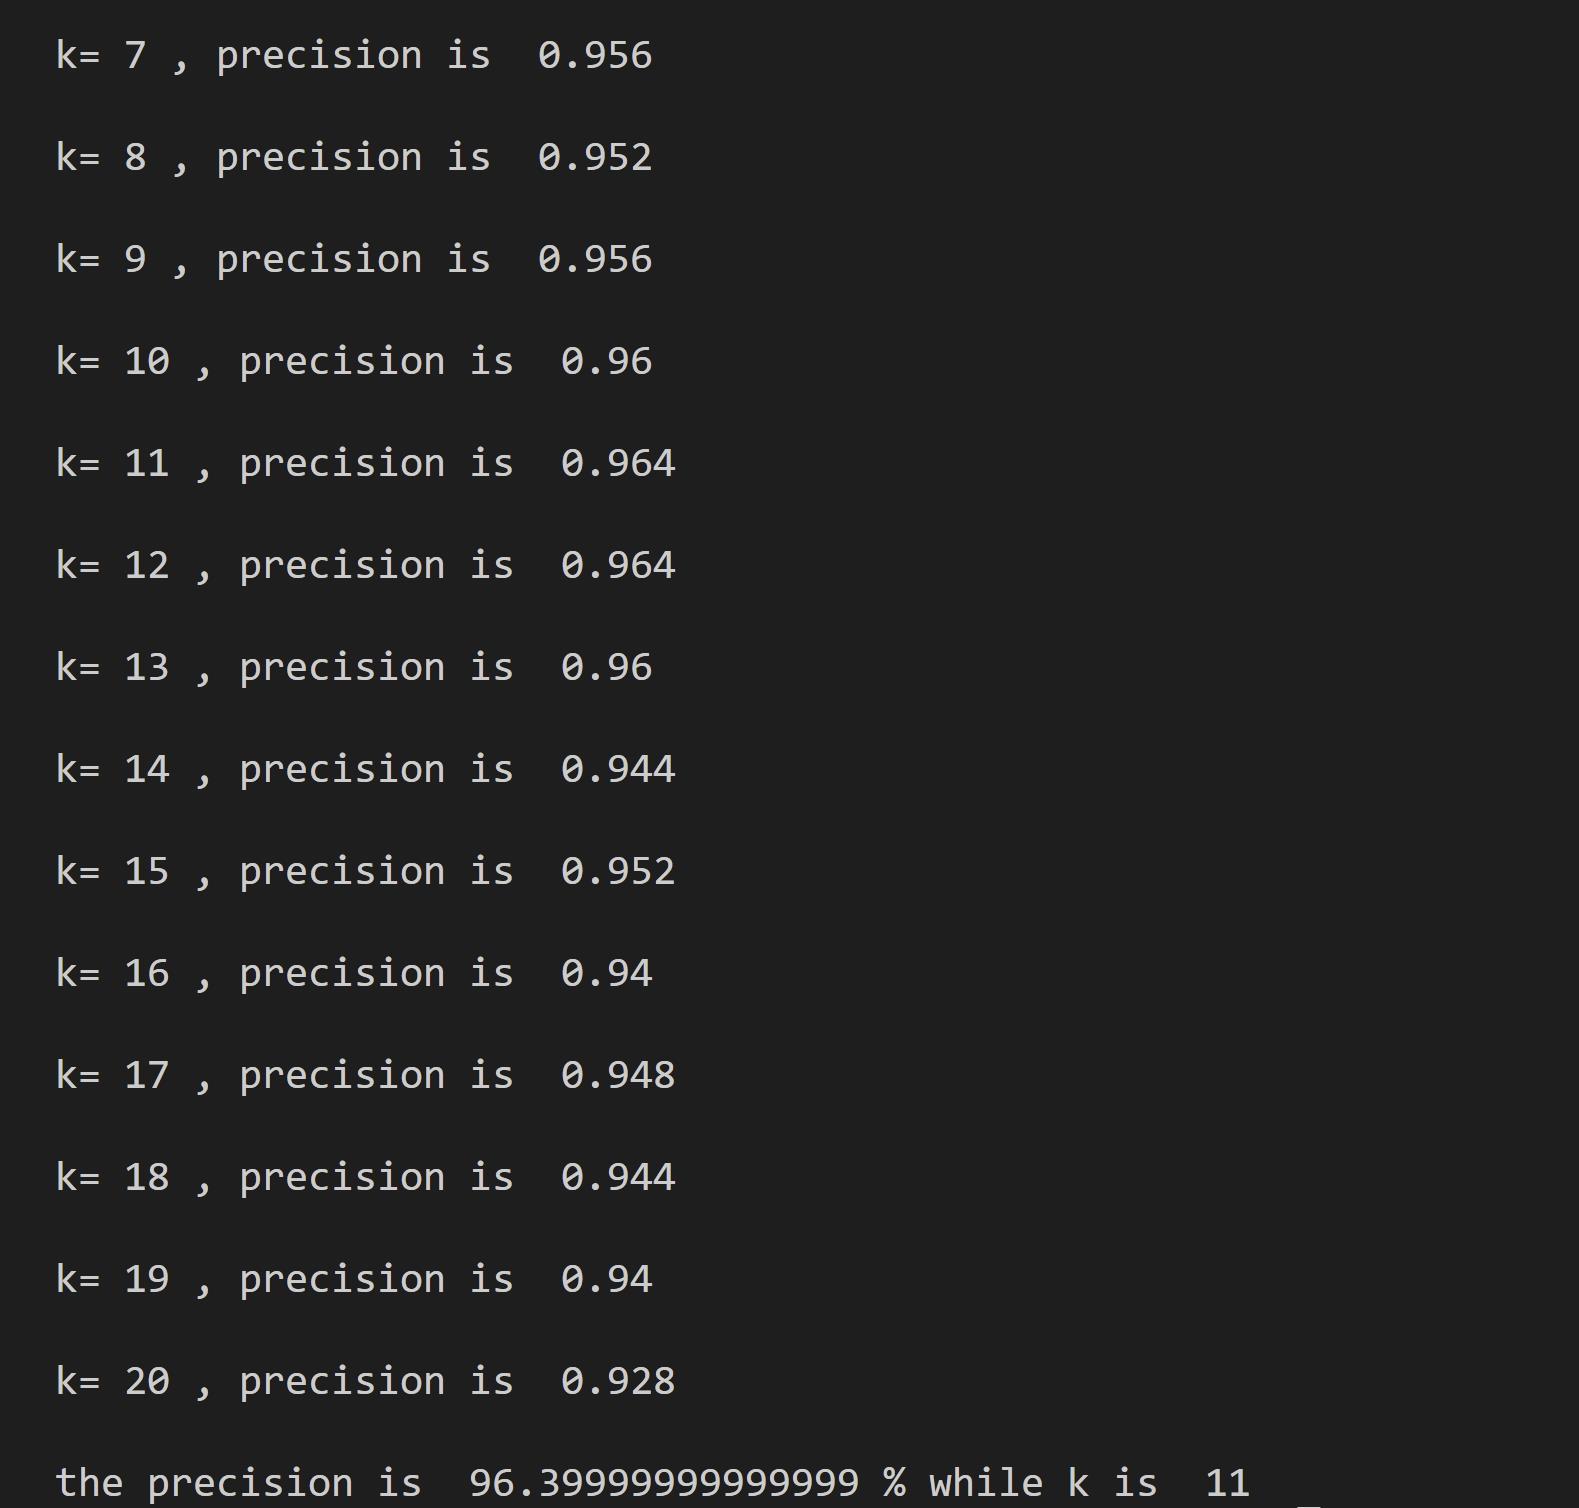 k= 7 , precision is  0.956
k= 8 , precision is  0.952
k= 9 , precision is  0.956
k= 10 , precision is  0.96
k= 11 , precision is  0.964
k= 12 , precision is  0.964
k= 13 , precision is  0.96
k= 14 , precision is  0.944
k= 15 , precision is  0.952
k= 16 , precision is  0.94
k= 17 , precision is  0.948
k= 18 , precision is  0.944
k= 19 , precision is  0.94
k= 20 , precision is  0.928
the precision is  96.39999999999999 % while k is  11